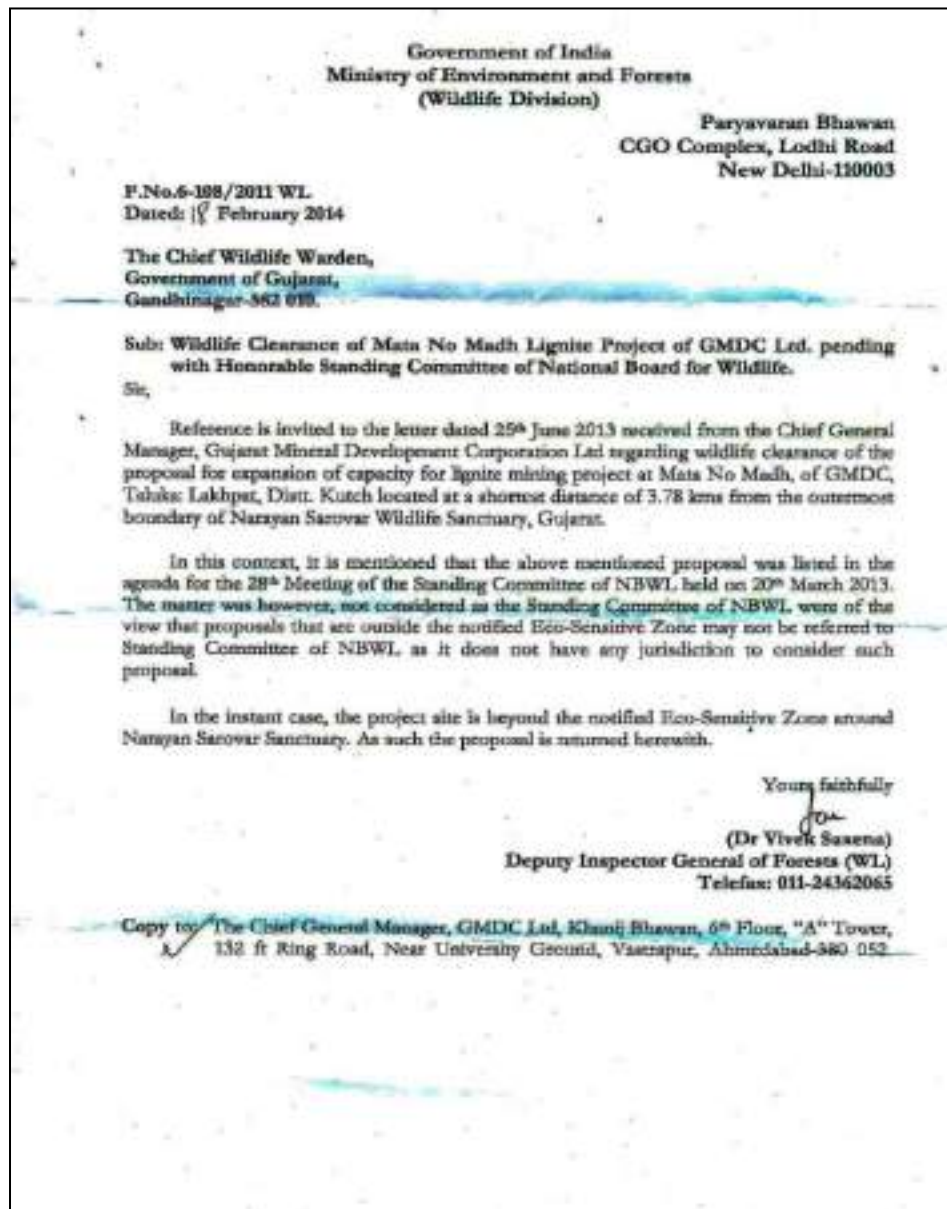 Government of India
Ministry of Environment and Forests
(Wildlife Division)
Paryavaran Bhawan
CGO Complex, Lodhi Road
New Delhi-110003
F.No.6-108/2011 WL
Dated: 18 February 2014
The Chief Wildlife Warden,
Government of Gujarat,
Gandhinagar-382 010.
Sub: Wildlife Clearance of Mata No Madh Lignite Project of GMDC Ltd. pending
with Honorable Standing Committee of National Board for Wildlife.
Sir,
Reference is invited to the letter dated 25th June 2013 received from the Chief General
Manager, Gujarat Mineral Development Corporation Ltd regarding wildlife clearance of the
proposal for expansion of capacity for lignite mining project at Mata No Madh, of GMDC,
Taluka: Lakhpat, Distt. Kutch located at a shortest distance of 3.78 kms from the outermost
boundary of Narayan Sarovar Wildlife Sanctuary, Gujarat.
In this context, it is mentioned that the above mentioned proposal was listed in the
agenda for the 28th Meeting of the Standing Committee of NBWL held on 20th March 2013.
The matter was however, not considered as the Standing Committee of NBWL were of the
view that proposals that are outside the notified Eco-Sensitive Zone may not be referred to
Standing Committee of NBWL as it does not have any jurisdiction to consider such
proposal.
In the instant case, the project site is beyond the notified Eco-Sensitive Zone around
Narayan Sarovar Sanctuary. As such the proposal is returned herewith.
Yours faithfully
(Dr Vivek Saxena)
Deputy Inspector General of Forests (WL)
Telefax: 011-24362065
Copy to: The Chief General Manager, GMDC Ltd, Khanij Bhawan, 6th Floor, "A" Tower,
132 ft Ring Road, Near University Ground, Vastrapur, Ahmedabad-380 052